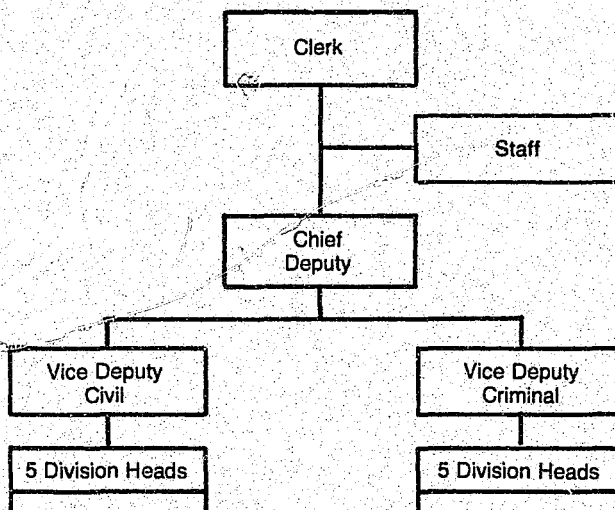 Clerk
Staff
Chief
Deputy
Vice Deputy
Civil
Vice Deputy
Criminal
5 Division Heads
5 Division Heads